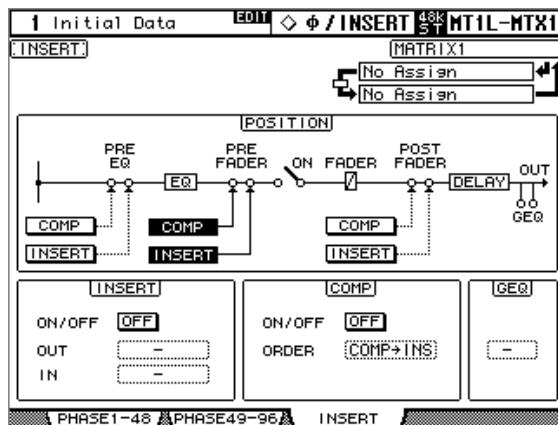 1 Initial Data EDIT ◇ Φ/INSERT 48k ST MT1L-MTX1
INSERT
MATRIX1
No Assign
No Assign
POSITION
PRE EQ PRE FADER ON FADER POST FADER
EQ DELAY OUT
GEQ
COMP COMP COMP
INSERT INSERT INSERT
INSERT COMP GEQ
ON/OFF OFF ON/OFF OFF
OUT - ORDER COMP→INS -
IN -
PHASE1-48 PHASE49-96 INSERT